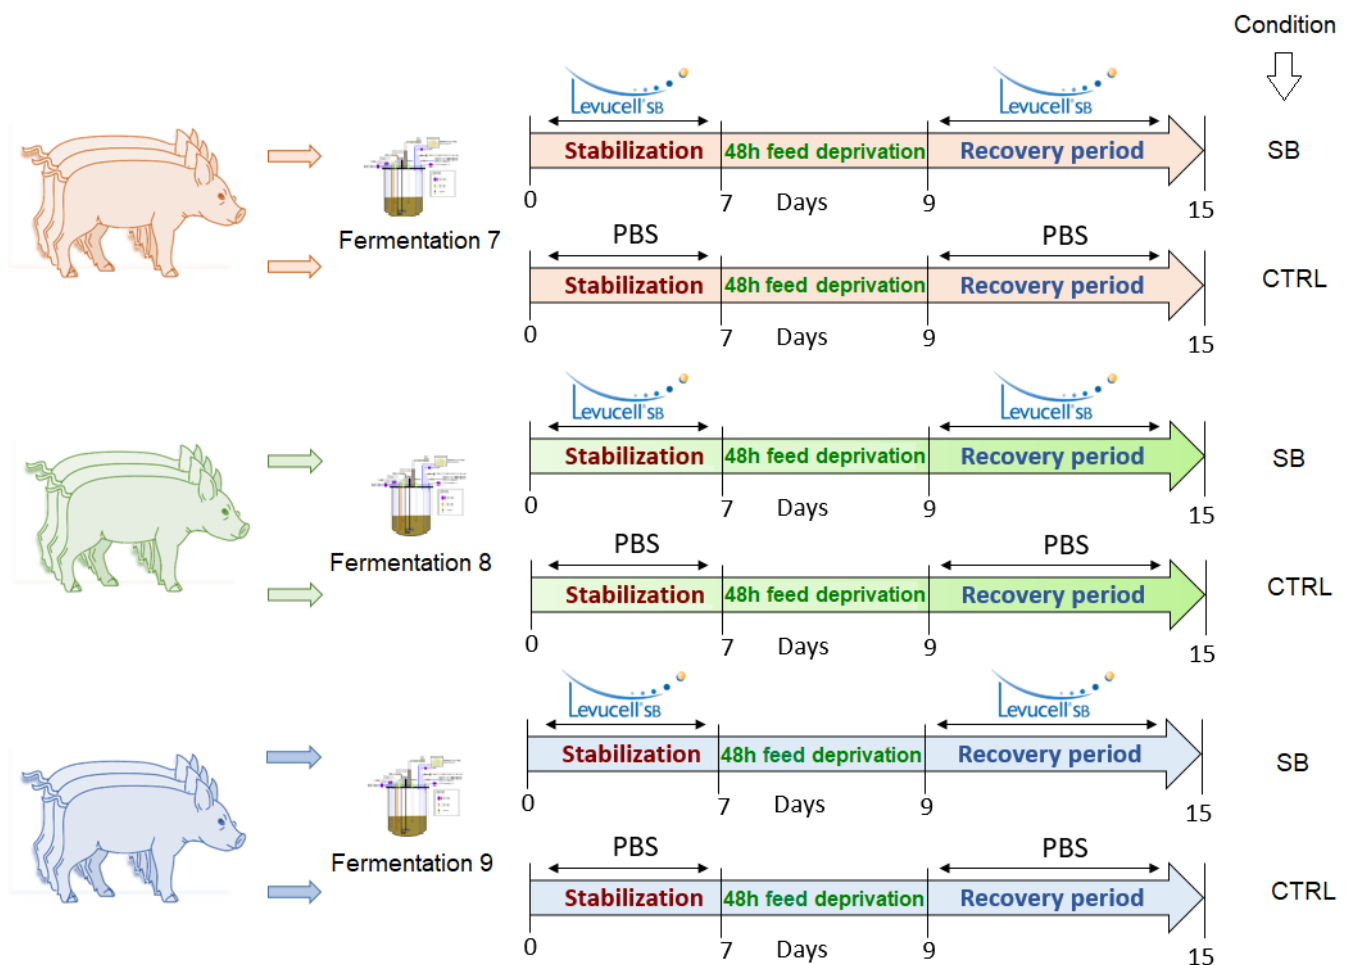 Condition
Levucell®SB
Levucell®SB
Stabilization
48h feed deprivation
Recovery period
SB
0
7
Days
9
15
Fermentation 7
PBS
PBS
Stabilization
48h feed deprivation
Recovery period
CTRL
0
7
Days
9
15
Levucell®SB
Levucell®SB
Stabilization
48h feed deprivation
Recovery period
SB
0
7
Days
9
15
Fermentation 8
PBS
PBS
Stabilization
48h feed deprivation
Recovery period
CTRL
0
7
Days
9
15
Levucell®SB
Levucell®SB
Stabilization
48h feed deprivation
Recovery period
SB
0
7
Days
9
15
Fermentation 9
PBS
PBS
Stabilization
48h feed deprivation
Recovery period
CTRL
0
7
Days
9
15